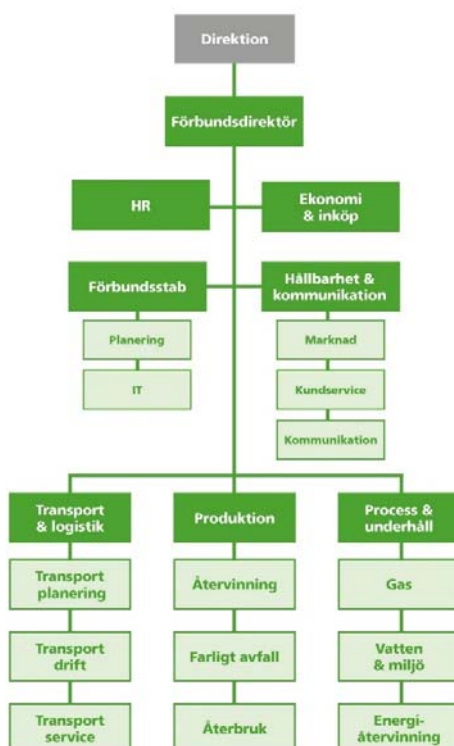 Direktion
Förbundsdirektör
HR
Ekonomi
& inköp
Förbundsstab
Hållbarhet &
kommunikation
Planering
IT
Marknad
Kundservice
Kommunikation
Transport
& logistik
Produktion
Process &
underhåll
Transport
planering
Återvinning
Gas
Transport
drift
Farligt avfall
Vatten
& miljö
Transport
service
Återbruk
Energi-
återvinning